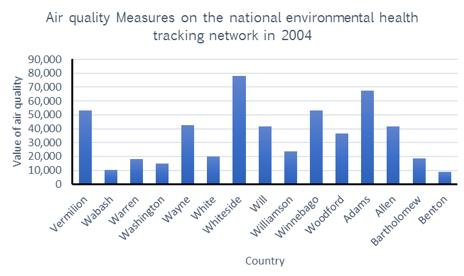 Air quality Measures on the national environmental health
tracking network in 2004
Value of air quality
90,000
80,000
70,000
60,000
50,000
40,000
30,000
20,000
10,000
0
Vermilion
Wabash
Warren
Washington
Wayne
White
Whiteside
Will
Williamson
Winnebago
Woodford
Adams
Allen
Bartholomew
Benton
Country